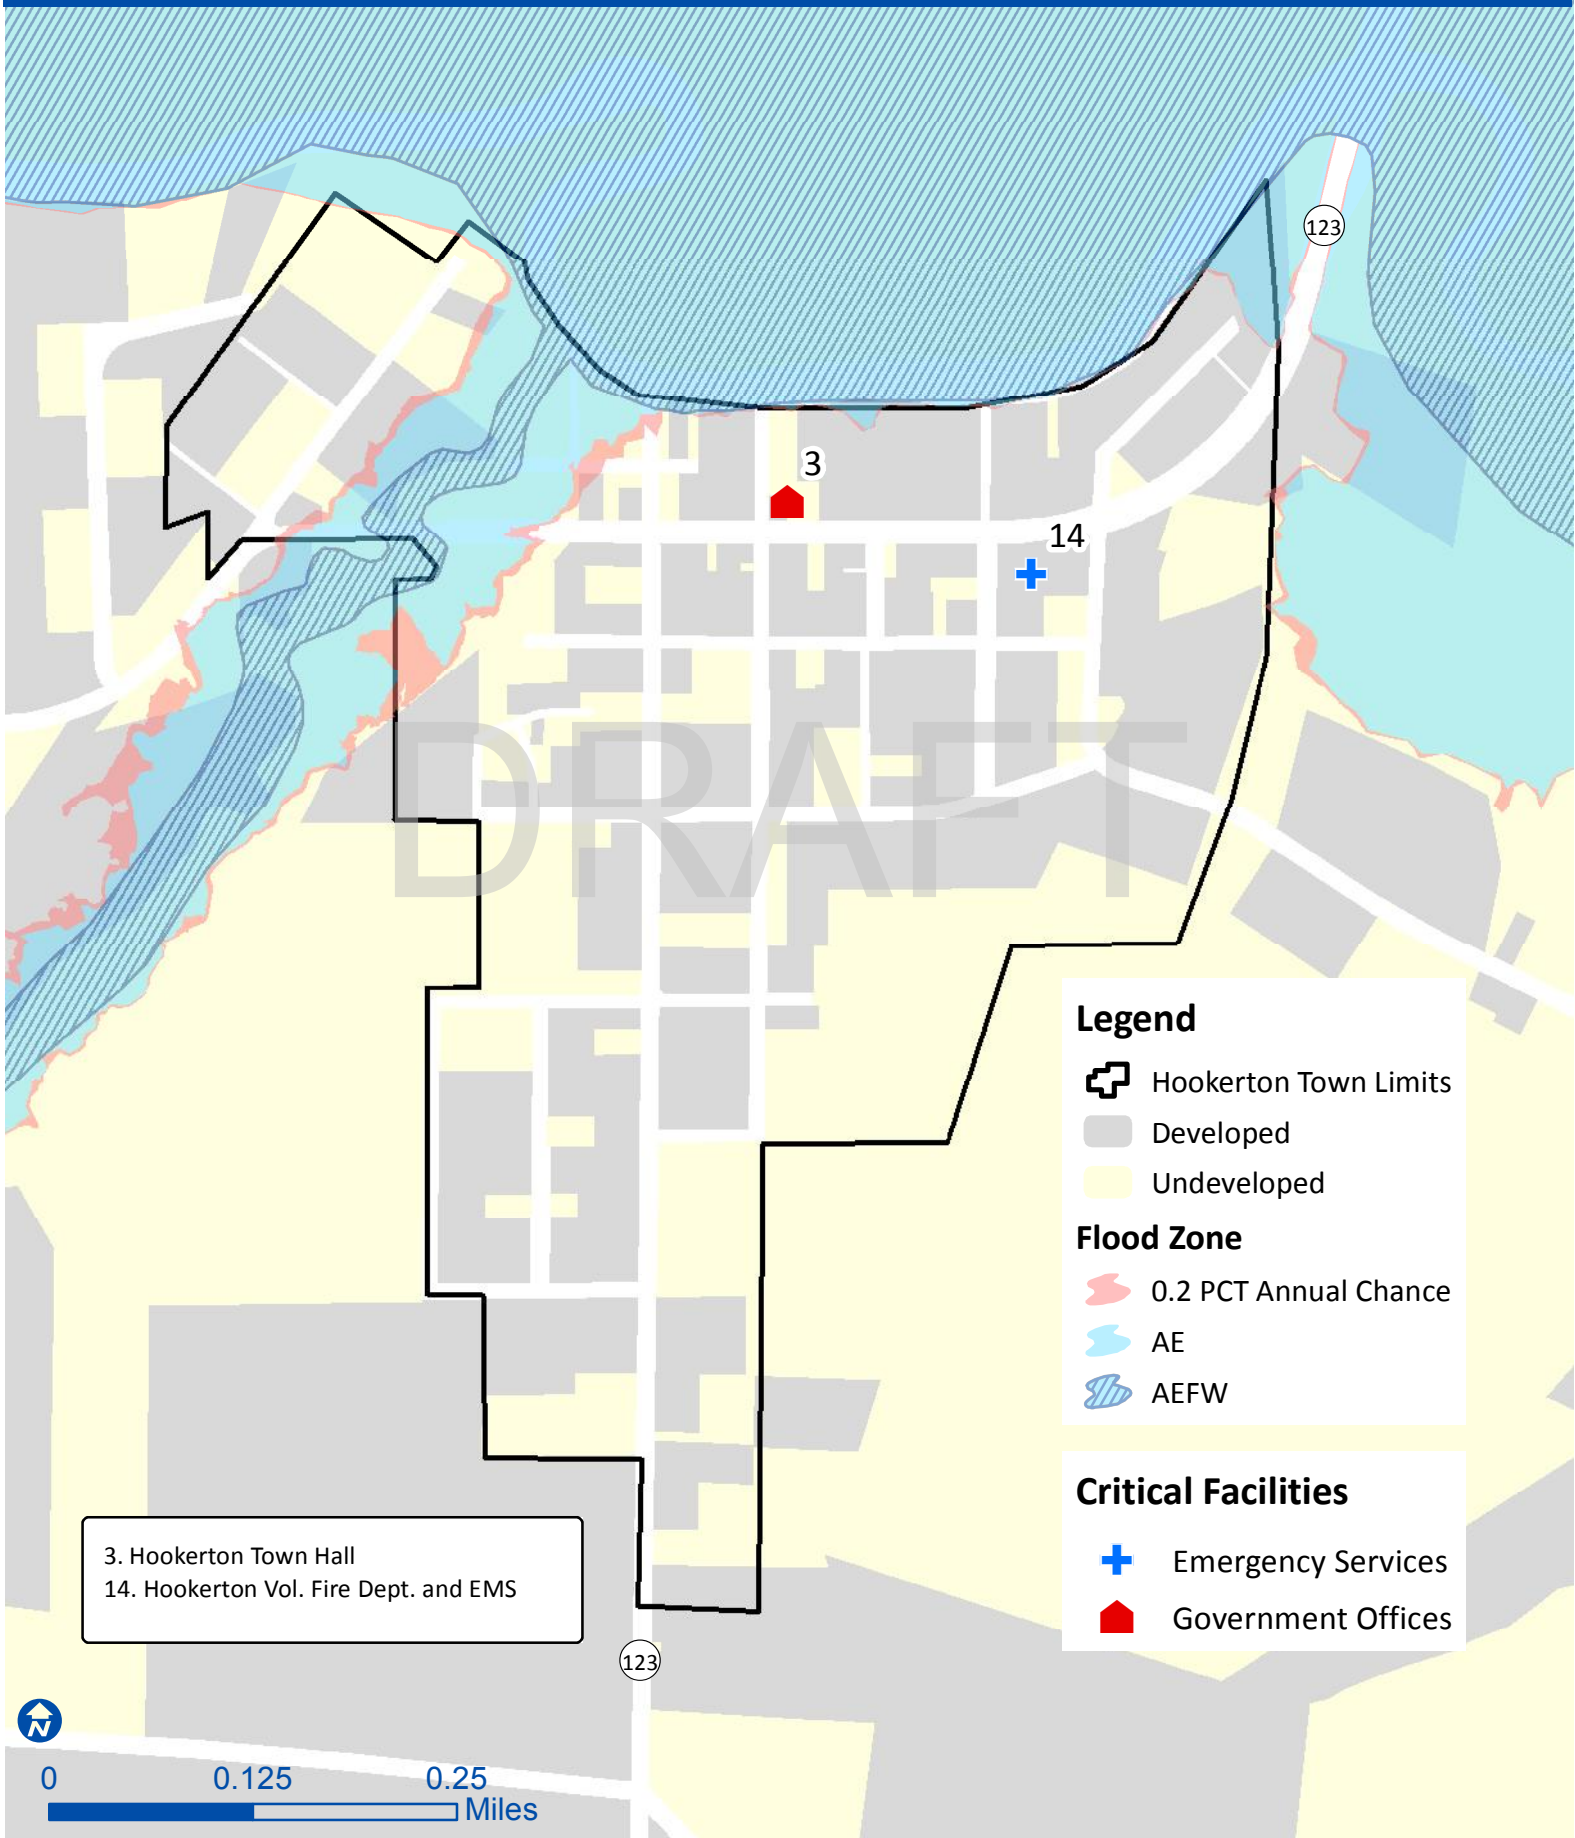 123
3
14
DRAFT
Legend
Hookerton Town Limits
Developed
Undeveloped
Flood Zone
0.2 PCT Annual Chance
AE
AEFW
Critical Facilities
Emergency Services
Government Offices
3. Hookerton Town Hall
14. Hookerton Vol. Fire Dept. and EMS
123
N
0 0.125 0.25
Miles